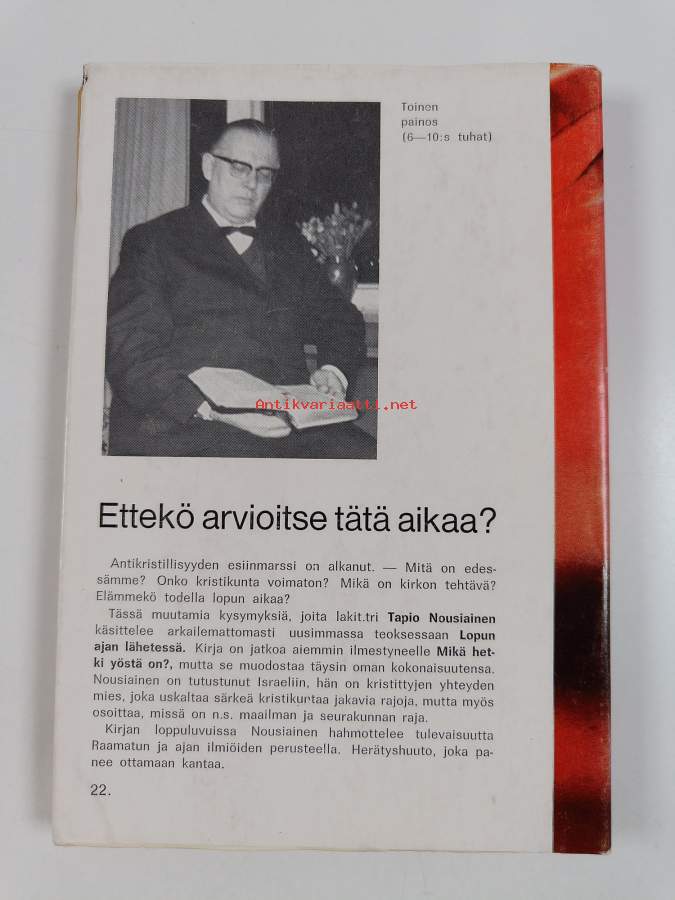 Toinen
painos
(6—10:s tuhat)
Antikvariaatti.net
Ettekö arvioitse tätä aikaa?
Antikristillisyyden esiinmarssi on alkanut. — Mitä on edes-
sämme? Onko kristikunta voimaton? Mikä on kirkon tehtävä?
Elämmekö todella lopun aikaa?
Tässä muutamia kysymyksiä, joita lakit.tri Tapio Nousiainen
käsittelee arkailemattomasti uusimmassa teoksessaan Lopun
ajan lähetessä. Kirja on jatkoa aiemmin ilmestyneelle Mikä het-
ki yöstä on?, mutta se muodostaa täysin oman kokonaisuutensa.
Nousiainen on tutustunut Israeliin, hän on kristittyjen yhteyden
mies, joka uskaltaa särkeä kristikurtaa jakavia rajoja, mutta myös
osoittaa, missä on n.s. maailman ja seurakunnan raja.
Kirjan loppuluvuissa Nousiainen hahmottelee tulevaisuutta
Raamatun ja ajan ilmiöiden perusteella. Herätyshuuto, joka pa-
nee ottamaan kantaa.
22.